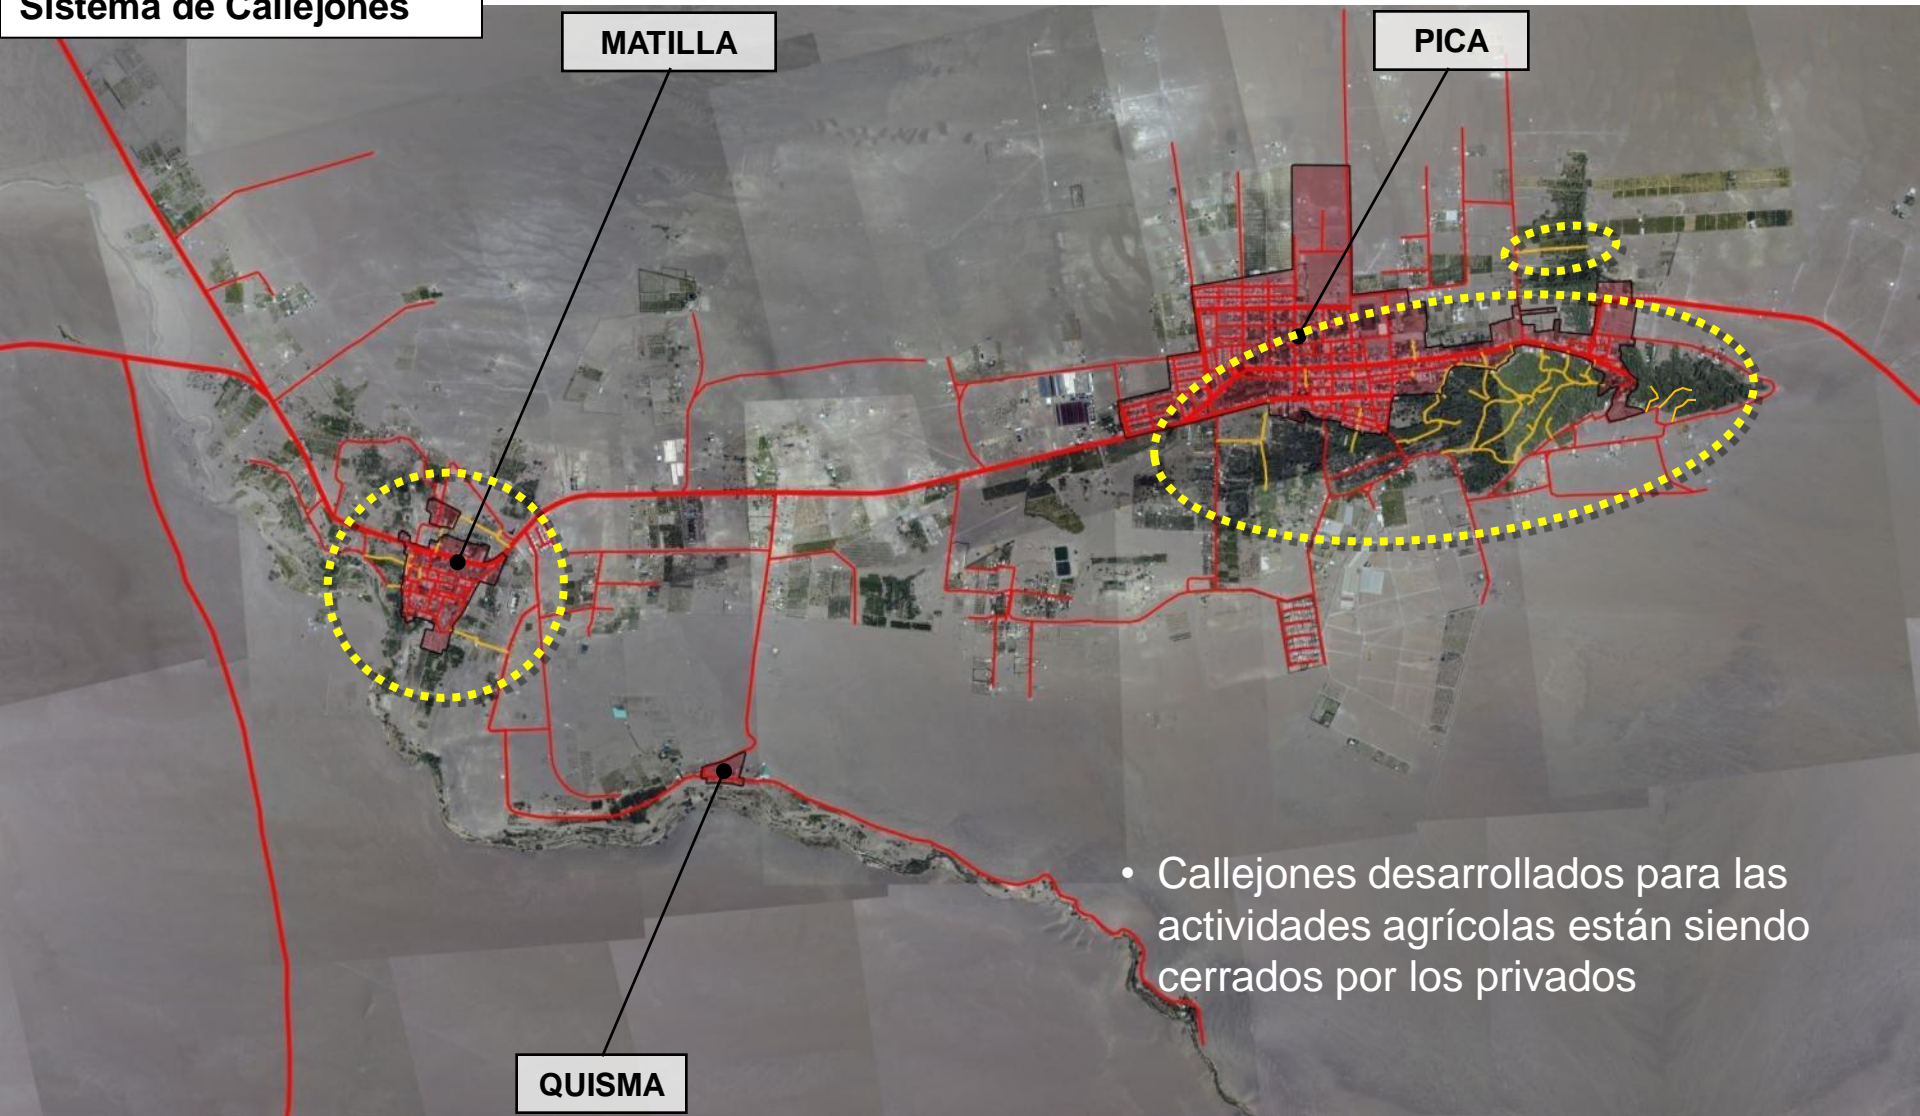 Sistema de Callejones
MATILLA
PICA
• Callejones desarrollados para las
actividades agrícolas están siendo
cerrados por los privados
QUISMA